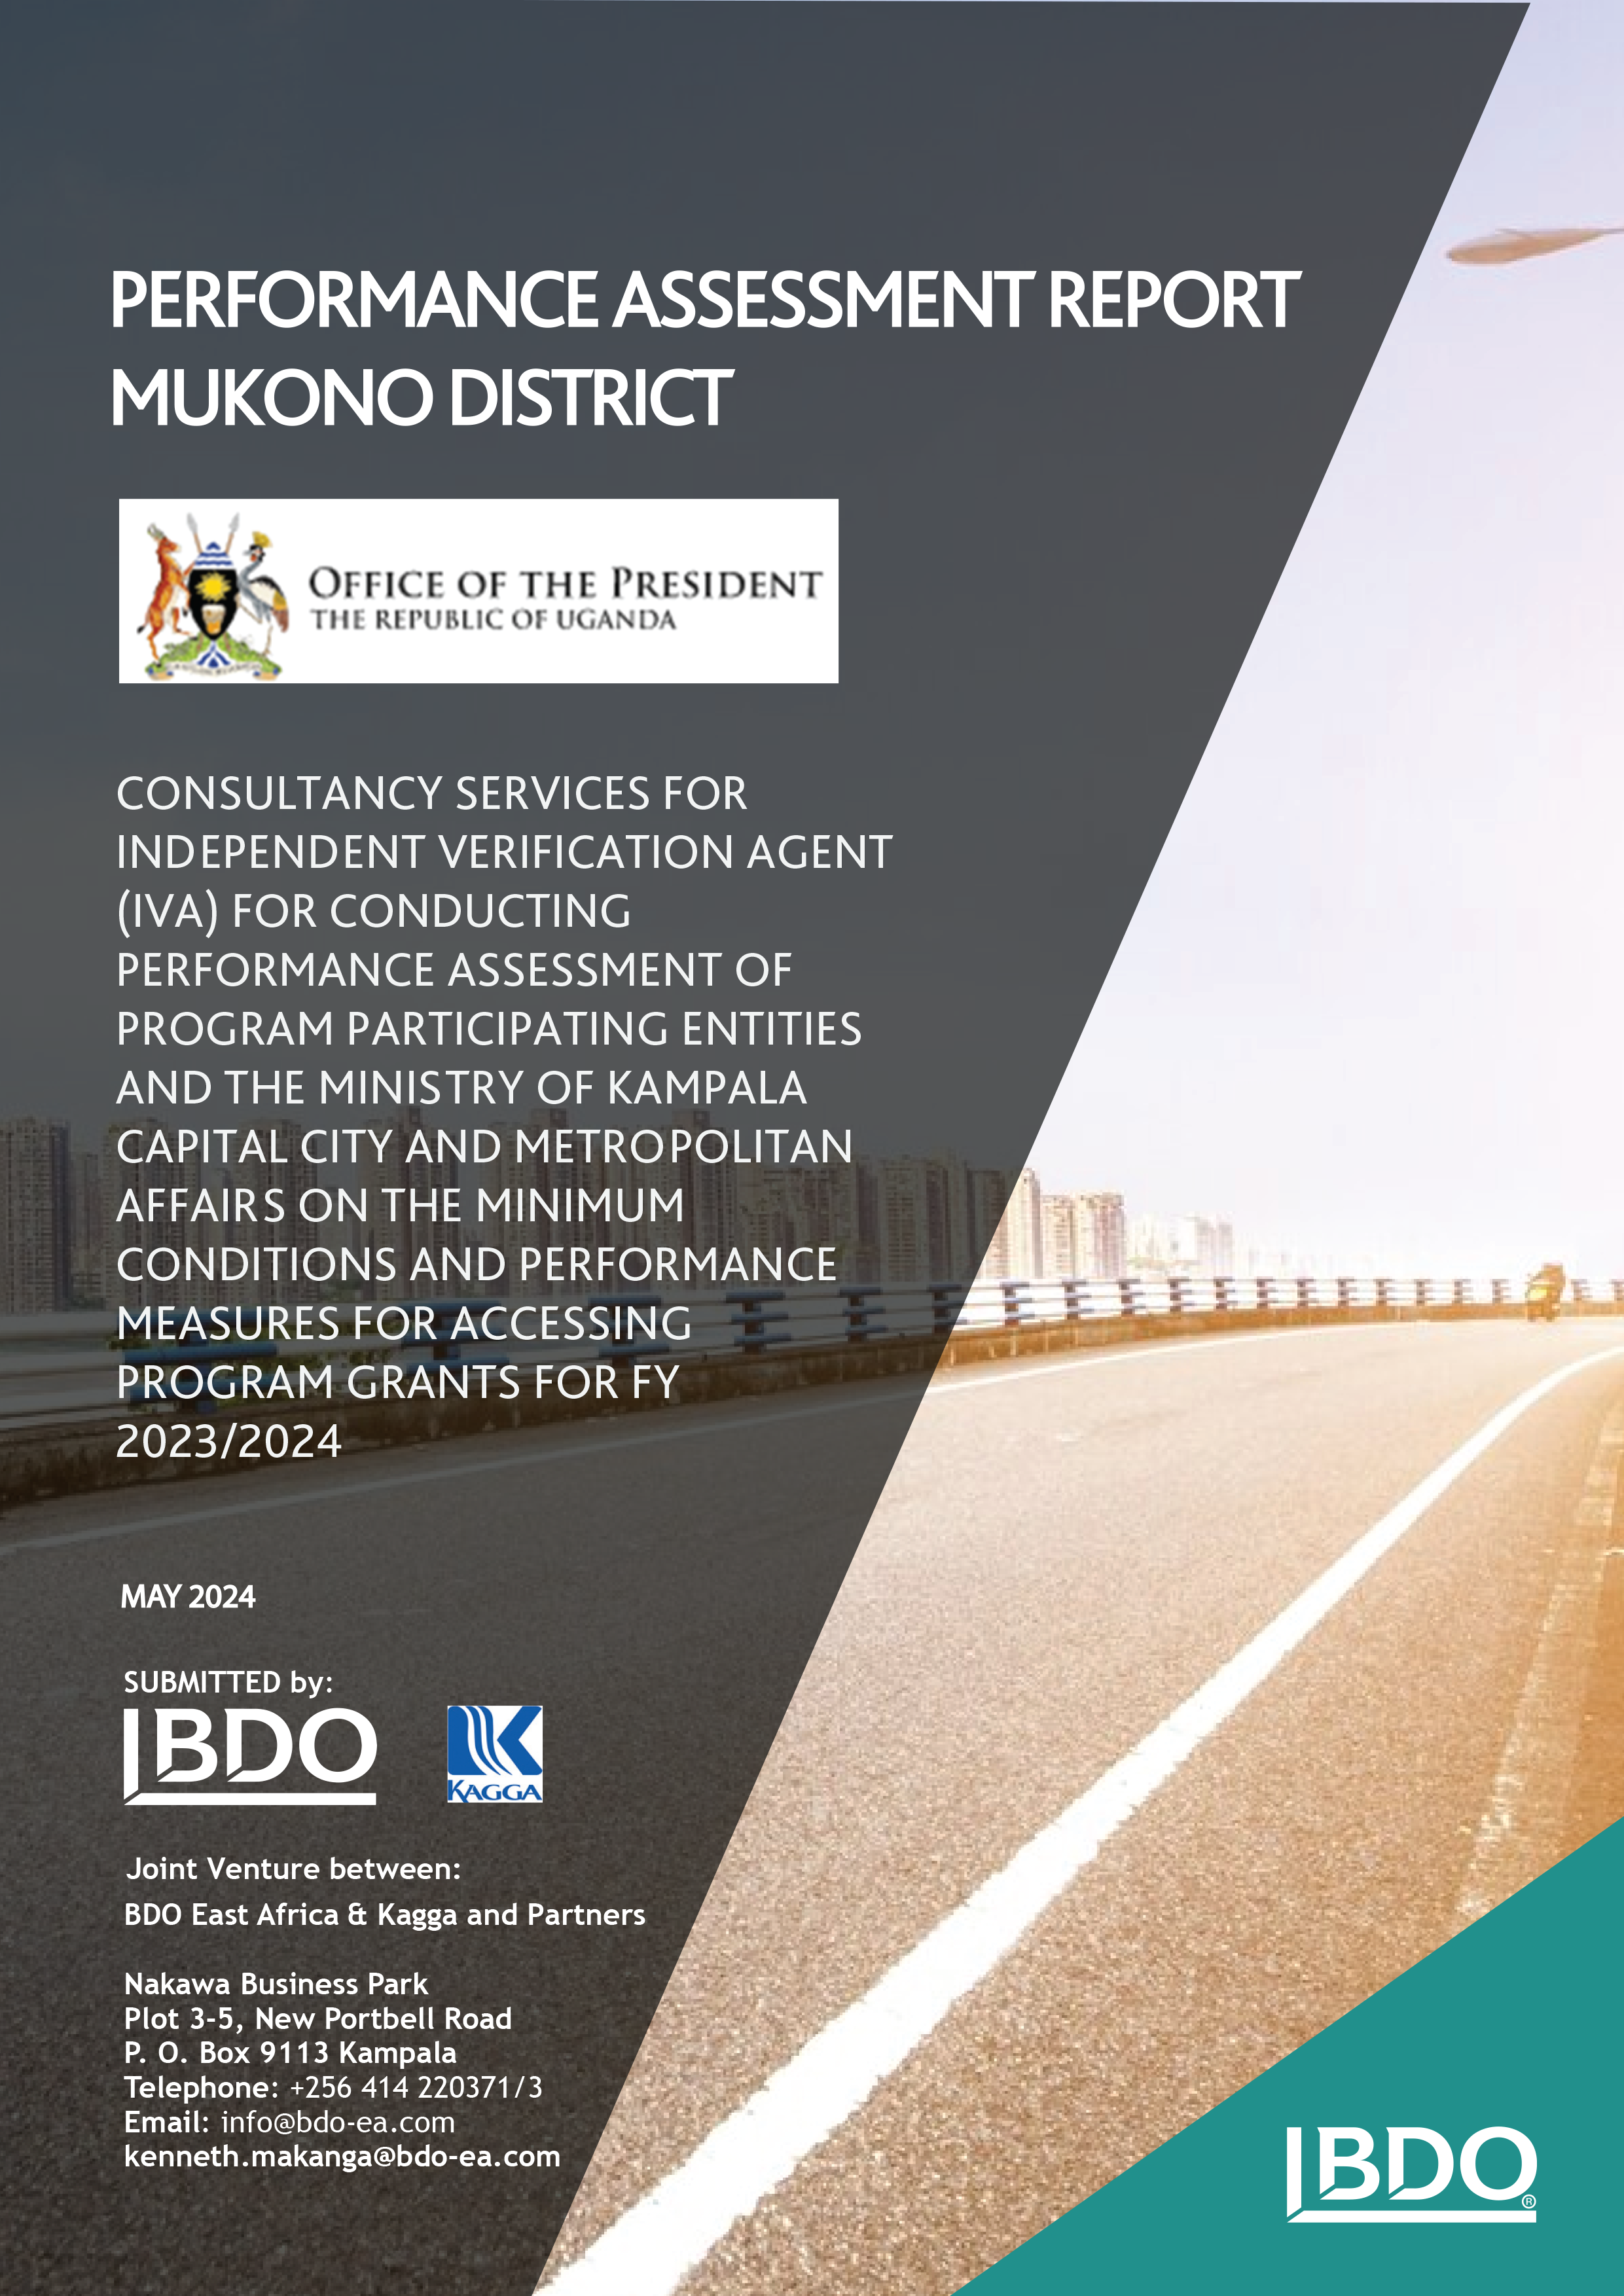 PERFORMANCE ASSESSMENT REPORT
MUKONO DISTRICT
OFFICE OF THE PRESIDENT
THE REPUBLIC OF UGANDA
CONSULTANCY SERVICES FOR
INDEPENDENT VERIFICATION AGENT
(IVA) FOR CONDUCTING
PERFORMANCE ASSESSMENT OF
PROGRAM PARTICIPATING ENTITIES
AND THE MINISTRY OF KAMPALA
CAPITAL CITY AND METROPOLITAN
AFFAIRS ON THE MINIMUM
CONDITIONS AND PERFORMANCE
MEASURES FOR ACCESSING
PROGRAM GRANTS FOR FY
2023/2024
MAY 2024
SUBMITTED by:
BDO
KAGGA
Joint Venture between:
BDO East Africa & Kagga and Partners
Nakawa Business Park
Plot 3-5, New Portbell Road
P. O. Box 9113 Kampala
Telephone: +256 414 220371/3
Email: info@bdo-ea.com
kenneth.makanga@bdo-ea.com
BDO®